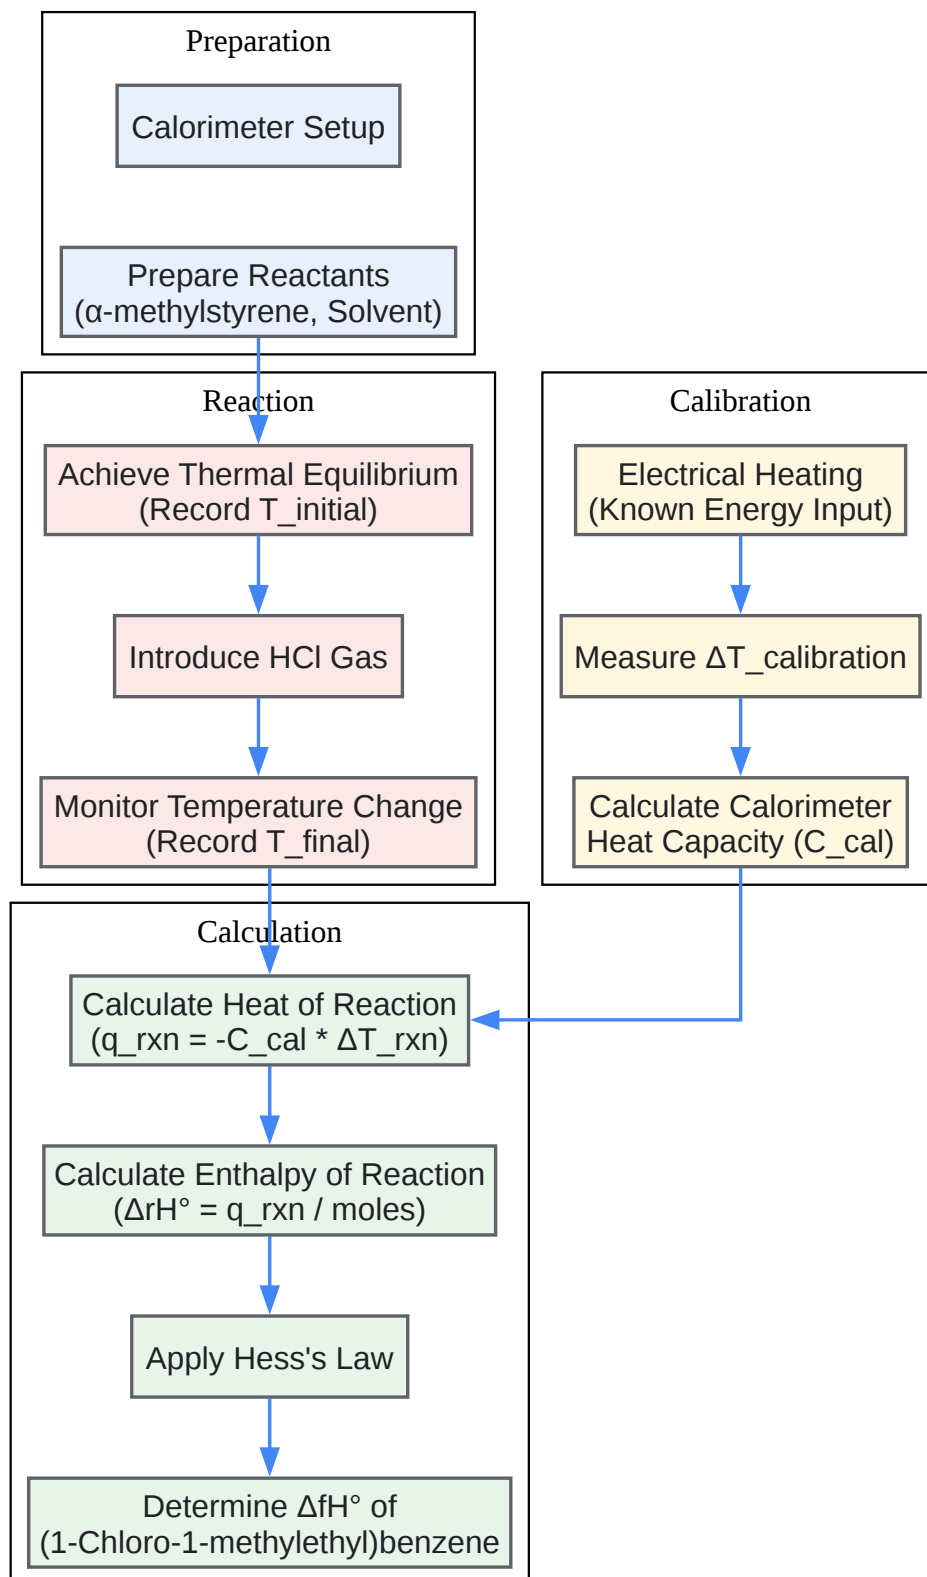 Preparation
Calorimeter Setup
Prepare Reactants
(α-methylstyrene, Solvent)
Reaction
Achieve Thermal Equilibrium
(Record T_initial)
Introduce HCl Gas
Monitor Temperature Change
(Record T_final)
Calibration
Electrical Heating
(Known Energy Input)
Measure ΔT_calibration
Calculate Calorimeter
Heat Capacity (C_cal)
Calculation
Calculate Heat of Reaction
(q_rxn = -C_cal * ΔT_rxn)
Calculate Enthalpy of Reaction
(ΔrH° = q_rxn / moles)
Apply Hess's Law
Determine ΔfH° of
(1-Chloro-1-methylethyl)benzene